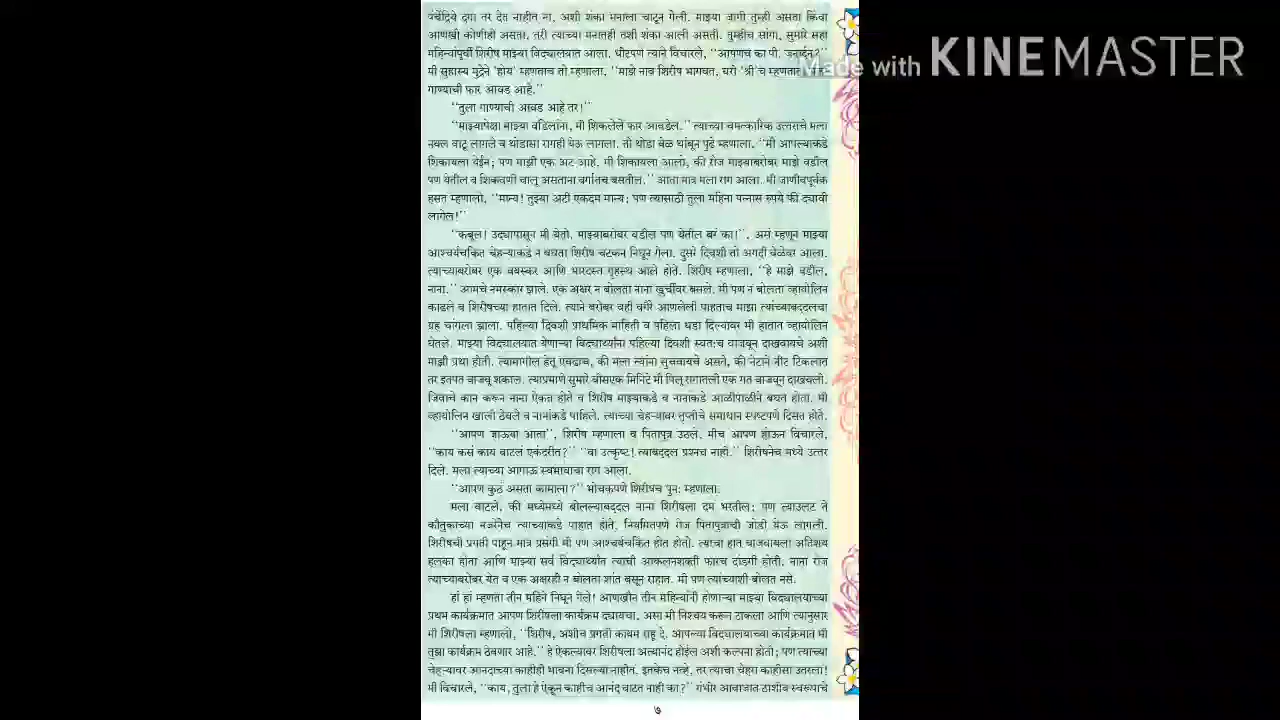 पंचेंद्रिये दगा तर देत नाहीत ना, अशी शंका मनाला चाटून गेली. माझ्या जागी तुम्ही असता किंवा
आणखी कोणीही असता, तरी त्याच्या मनातही तशी शंका आली असती. तुम्हीच सांगा, सुमारे सहा
महिन्यांपूर्वी शिरीष माझ्या विद्यालयात आला. धीटपणे त्याने विचारले, "आपणच का पी. जनार्दन?"
मी सुहास्य मुद्रेने 'होय' म्हणताच तो म्हणाला, "माझे नाव शिरीष भागवत. घरी 'श्री'च म्हणतात
गाण्याची फार आवड आहे."
"तुला गाण्याची आवड आहे तर!"
"माझ्यापेक्षा माझ्या वडिलांना, मी शिकलेले फार आवडेल." त्याच्या चमत्कारिक उत्तराचे मला
नवल वाटू लागले व थोडासा रागही येऊ लागला. तो थोडा वेळ थांबून पुढे म्हणाला, "मी आपल्याकडे
शिकायला येईन; पण माझी एक अट आहे. मी शिकायला आलो, की रोज माझ्याबरोबर माझे वडील
पण येतील व शिकवणी चालू असताना वर्गातच बसतील." आता मात्र मला राग आला. मी जाणीवपूर्वक
हसत म्हणालो, "मान्य! तुझ्या अटी एकदम मान्य; पण त्यासाठी तुला महिना पन्नास रुपये फी द्यावी
लागेल!"
"कबूल! उद्यापासून मी येतो. माझ्याबरोबर वडील पण येतील बरं का!", असं म्हणून माझ्या
आश्चर्यचकित चेहऱ्याकडे न बघता शिरीष चटकन निघून गेला. दुसरे दिवशी तो अगदी वेळेवर आला.
त्याच्याबरोबर एक वयस्कर आणि भारदस्त गृहस्थ आले होते. शिरीष म्हणाला, "हे माझे वडील,
नाना." आमचे नमस्कार झाले. एक अक्षर न बोलता नाना खुर्चीवर बसले. मी पण न बोलता व्हायोलिन
काढले व शिरीषच्या हातात दिले. त्याने बरोबर वही वगैरे आणलेली पाहताच माझा त्यांच्याबद्दलचा
ग्रह चांगला झाला. पहिल्या दिवशी प्राथमिक माहिती व पहिला धडा दिल्यावर मी हातात व्हायोलिन
घेतले. माझ्या विद्यालयात येणाऱ्या विद्यार्थ्यांना पहिल्या दिवशी स्वतःच वाजवून दाखवायचे अशी
माझी प्रथा होती. त्यामागील हेतू एवढाच, की मला त्यांना सुचवायचे असते, की नेटाने नीट टिकलात
तर इतपत वाजवू शकाल. त्याप्रमाणे सुमारे वीसएक मिनिटे मी पिलू रागातली एक गत वाजवून दाखवली.
जिवाचे कान करून नाना ऐकत होते व शिरीष माझ्याकडे व नानांकडे आळीपाळीने बघत होता. मी
व्हायोलिन खाली ठेवले व नानांकडे पाहिले. त्यांच्या चेहऱ्यावर तृप्तीचे समाधान स्पष्टपणे दिसत होते.
"आपण जाऊया आता", शिरीष म्हणाला व पितापुत्र उठले. मीच आपण होऊन विचारले,
"काय कसं काय वाटलं एकंदरीत?" "वा उत्कृष्ट! त्याबद्दल प्रश्नच नाही." शिरीषनेच मध्ये उत्तर
दिले. मला त्याच्या आगाऊ स्वभावाचा राग आला.
"आपण कुठं असता कामाला?" भोचकपणे शिरीषच पुनः म्हणाला.
मला वाटले, की मध्येमध्ये बोलल्याबद्दल नाना शिरीषला दम भरतील; पण त्याउलट ते
कौतुकाच्या नजरेनेच त्याच्याकडे पाहात होते. नियमितपणे रोज पितापुत्राची जोडी येऊ लागली.
शिरीषची प्रगती पाहून मात्र प्रसंगी मी पण आश्चर्यचकित होत होतो. त्याचा हात वाजवायला अतिशय
हलका होता आणि माझ्या सर्व विद्यार्थ्यांत त्याची आकलनशक्ती फारच दांडगी होती. नाना रोज
त्याच्याबरोबर येत व एक अक्षरही न बोलता शांत बसून राहात. मी पण त्यांच्याशी बोलत नसे.
हां हां म्हणता तीन महिने निघून गेले! आणखीन तीन महिन्यांनी होणाऱ्या माझ्या विद्यालयाच्या
प्रथम कार्यक्रमात आपण शिरीषला कार्यक्रम द्यायचा, असा मी निश्चय करून टाकला आणि त्यानुसार
मी शिरीषला म्हणालो, "शिरीष, अशीच प्रगती कायम राहू दे. आपल्या विद्यालयाच्या कार्यक्रमात मी
तुझा कार्यक्रम ठेवणार आहे." हे ऐकल्यावर शिरीषला अत्यानंद होईल अशी कल्पना होती; पण त्याच्या
चेहऱ्यावर आनंदाच्या काहीही भावना दिसल्या नाहीत. इतकेच नव्हे, तर त्याचा चेहरा काहीसा उतरला!
मी विचारले, "काय, तुला हे ऐकून काहीच आनंद वाटत नाही का?" गंभीर आवाजात ठाशीव स्वरूपाचे
७
Made with KINEMASTER